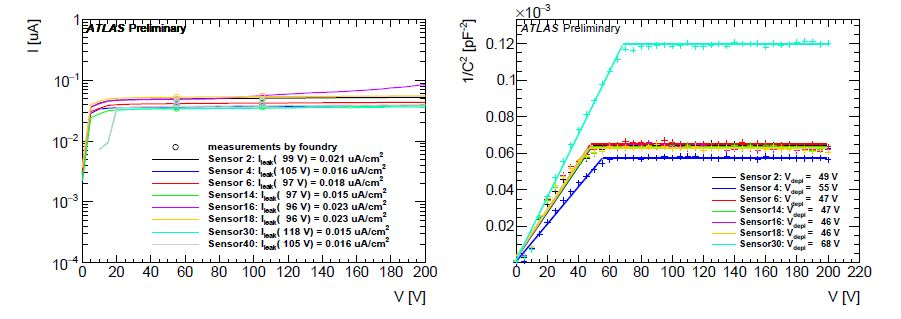 I [uA]
ATLAS Preliminary
1
10⁻¹
10⁻²
10⁻³
10⁻⁴
measurements by foundry
Sensor 2: I_leak( 99 V) = 0.021 uA/cm²
Sensor 4: I_leak( 105 V) = 0.016 uA/cm²
Sensor 6: I_leak( 97 V) = 0.018 uA/cm²
Sensor14: I_leak( 97 V) = 0.015 uA/cm²
Sensor16: I_leak( 96 V) = 0.023 uA/cm²
Sensor18: I_leak( 96 V) = 0.023 uA/cm²
Sensor30: I_leak( 118 V) = 0.015 uA/cm²
Sensor40: I_leak( 105 V) = 0.016 uA/cm²
0 20 40 60 80 100 120 140 160 180 200
V [V]
×10⁻³
1/C² [pF⁻²]
ATLAS Preliminary
0.12
0.1
0.08
0.06
0.04
0.02
Sensor 2: V_depl = 49 V
Sensor 4: V_depl = 55 V
Sensor 6: V_depl = 47 V
Sensor14: V_depl = 47 V
Sensor16: V_depl = 46 V
Sensor18: V_depl = 46 V
Sensor30: V_depl = 68 V
0 20 40 60 80 100 120 140 160 180 200 220
V [V]